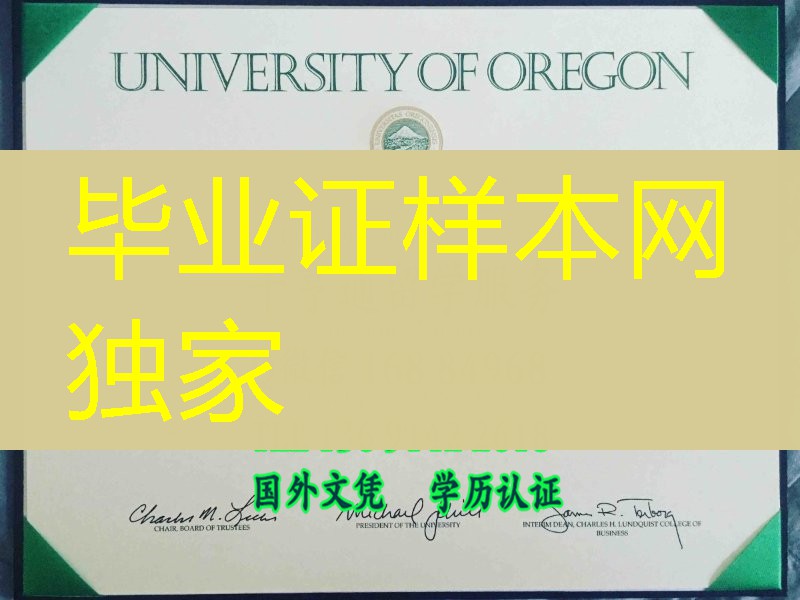 UNIVERSITY OF OREGON
毕业证样本网
独家
国外文凭 学历认证
CHAIR, BOARD OF TRUSTEES
PRESIDENT OF THE UNIVERSITY
INTERIM DEAN, CHARLES H. LUNDQUIST COLLEGE OF
BUSINESS